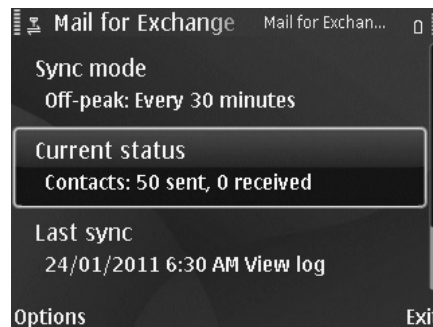 Mail for Exchange Mail for Exchan...
Sync mode
Off-peak: Every 30 minutes
Current status
Contacts: 50 sent, 0 received
Last sync
24/01/2011 6:30 AM View log
Options Exit